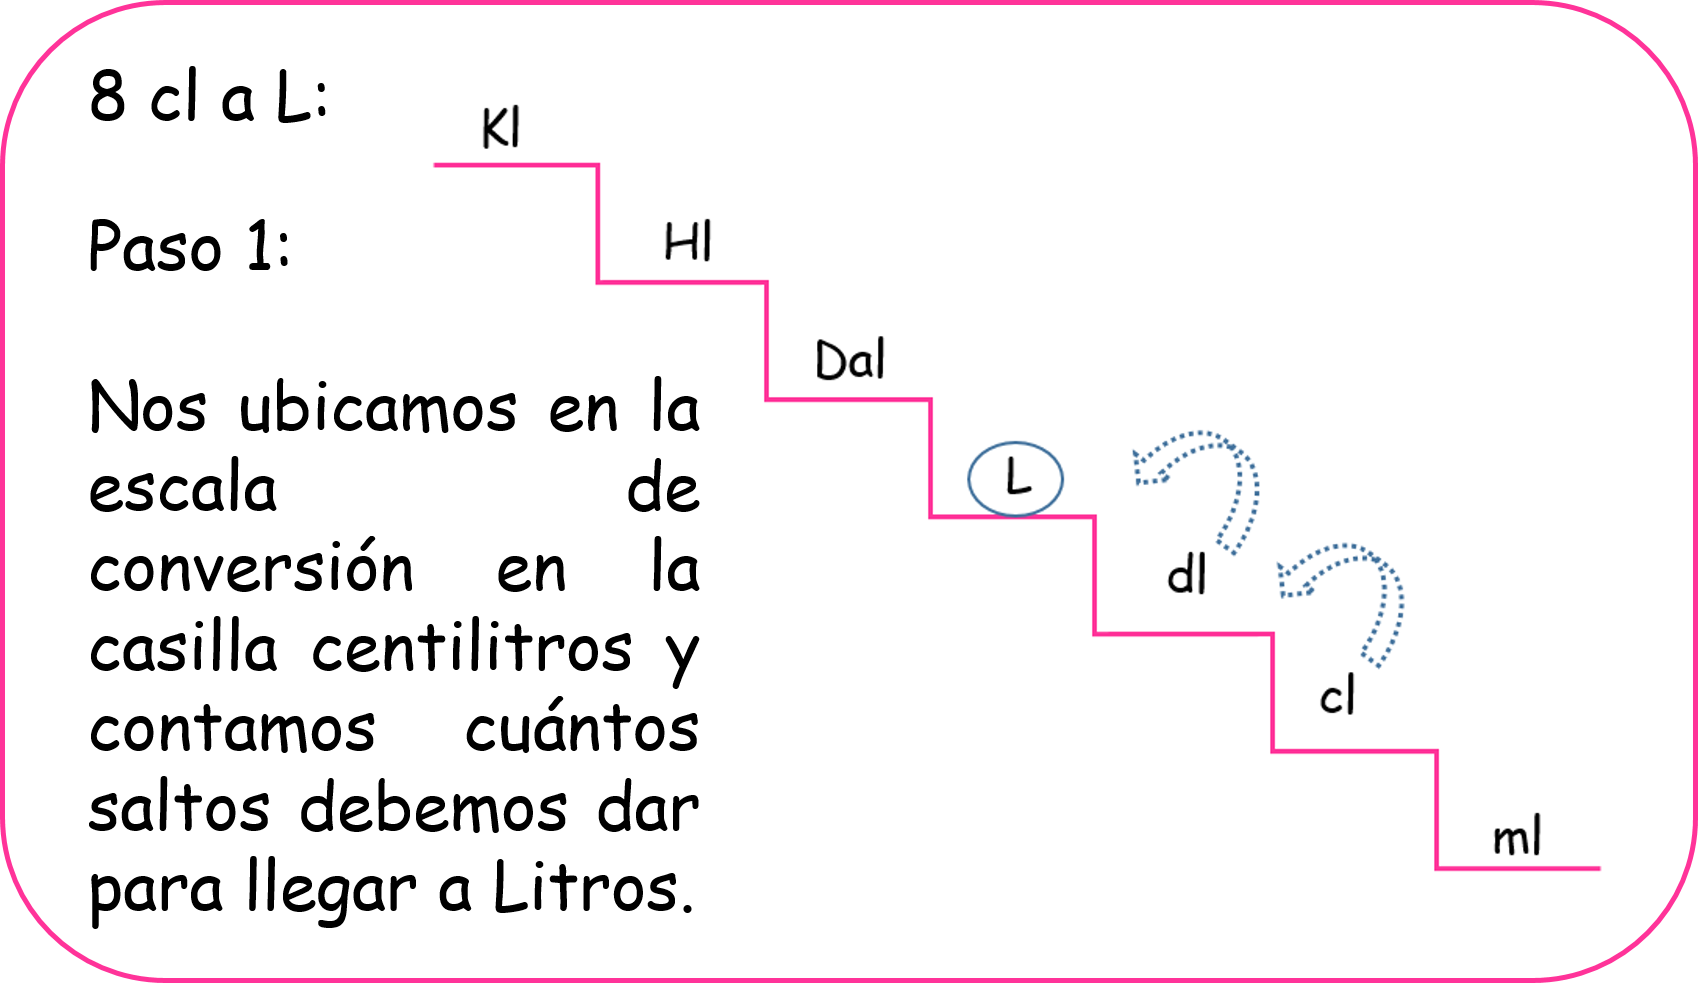 8 cl a L:
Paso 1:
Nos ubicamos en la
escala de
conversión en la
casilla centilitros y
contamos cuántos
saltos debemos dar
para llegar a Litros.
Kl
Hl
Dal
L
dl
cl
ml